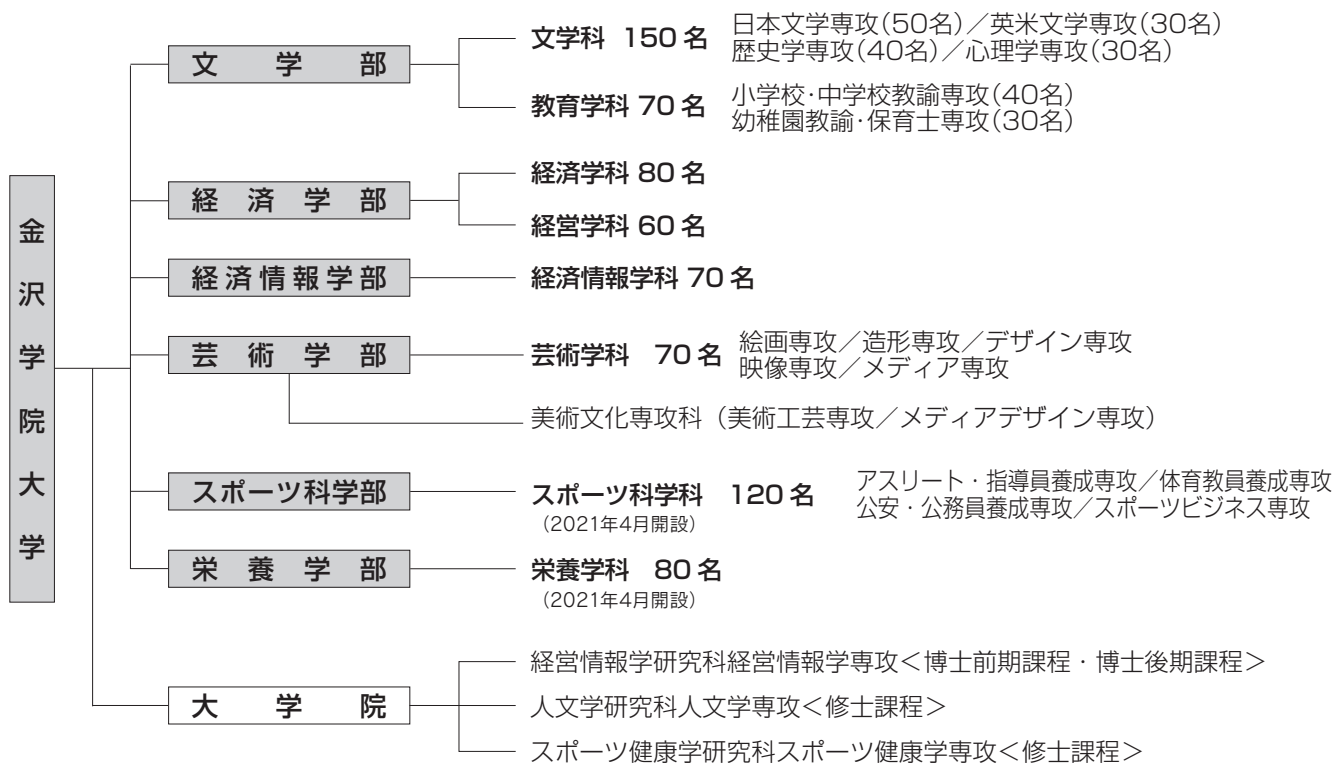 金沢学院大学
文学部
文学科 150名
日本文学専攻(50名)／英米文学専攻(30名)
歴史学専攻(40名)／心理学専攻(30名)
教育学科 70名
小学校・中学校教諭専攻(40名)
幼稚園教諭・保育士専攻(30名)
経済学部
経済学科 80名
経営学科 60名
経済情報学部
経済情報学科 70名
芸術学部
芸術学科 70名
絵画専攻／造形専攻／デザイン専攻
映像専攻／メディア専攻
美術文化専攻科（美術工芸専攻／メディアデザイン専攻）
スポーツ科学部
スポーツ科学科 120名
（2021年4月開設）
アスリート・指導員養成専攻／体育教員養成専攻
公安・公務員養成専攻／スポーツビジネス専攻
栄養学部
栄養学科 80名
（2021年4月開設）
大学院
経営情報学研究科経営情報学専攻＜博士前期課程・博士後期課程＞
人文学研究科人文学専攻＜修士課程＞
スポーツ健康学研究科スポーツ健康学専攻＜修士課程＞